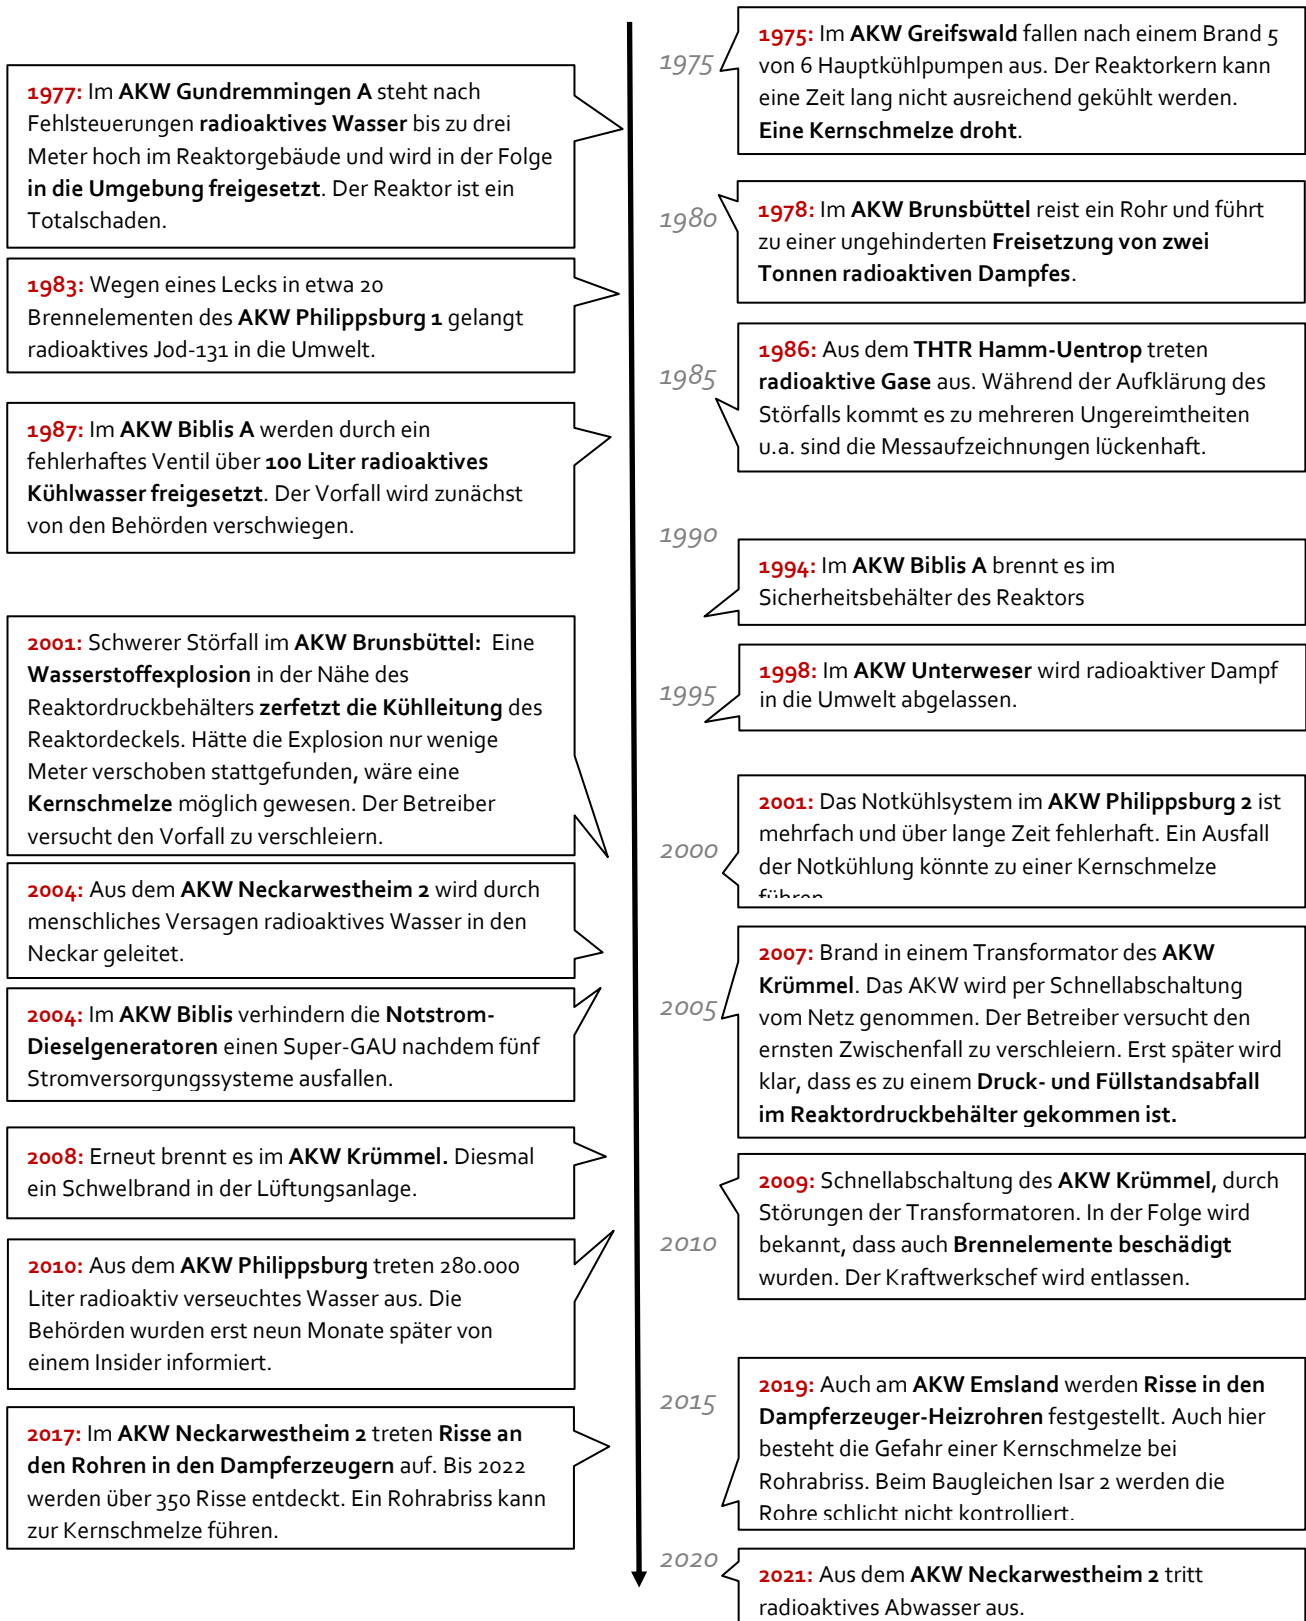 1975
1975: Im AKW Greifswald fallen nach einem Brand 5
von 6 Hauptkühlpumpen aus. Der Reaktorkern kann
eine Zeit lang nicht ausreichend gekühlt werden.
Eine Kernschmelze droht.
1977: Im AKW Gundremmingen A steht nach
Fehlsteuerungen radioaktives Wasser bis zu drei
Meter hoch im Reaktorgebäude und wird in der Folge
in die Umgebung freigesetzt. Der Reaktor ist ein
Totalschaden.
1980
1978: Im AKW Brunsbüttel reist ein Rohr und führt
zu einer ungehinderten Freisetzung von zwei
Tonnen radioaktiven Dampfes.
1983: Wegen eines Lecks in etwa 20
Brennelementen des AKW Philippsburg 1 gelangt
radioaktives Jod-131 in die Umwelt.
1985
1986: Aus dem THTR Hamm-Uentrop treten
radioaktive Gase aus. Während der Aufklärung des
Störfalls kommt es zu mehreren Ungereimtheiten
u.a. sind die Messaufzeichnungen lückenhaft.
1987: Im AKW Biblis A werden durch ein
fehlerhaftes Ventil über 100 Liter radioaktives
Kühlwasser freigesetzt. Der Vorfall wird zunächst
von den Behörden verschwiegen.
1990
1994: Im AKW Biblis A brennt es im
Sicherheitsbehälter des Reaktors
1995
1998: Im AKW Unterweser wird radioaktiver Dampf
in die Umwelt abgelassen.
2001: Schwerer Störfall im AKW Brunsbüttel: Eine
Wasserstoffexplosion in der Nähe des
Reaktordruckbehälters zerfetzt die Kühlleitung des
Reaktordeckels. Hätte die Explosion nur wenige
Meter verschoben stattgefunden, wäre eine
Kernschmelze möglich gewesen. Der Betreiber
versucht den Vorfall zu verschleiern.
2000
2001: Das Notkühlsystem im AKW Philippsburg 2 ist
mehrfach und über lange Zeit fehlerhaft. Ein Ausfall
der Notkühlung könnte zu einer Kernschmelze
führen
2004: Aus dem AKW Neckarwestheim 2 wird durch
menschliches Versagen radioaktives Wasser in den
Neckar geleitet.
2004: Im AKW Biblis verhindern die Notstrom-
Dieselgeneratoren einen Super-GAU nachdem fünf
Stromversorgungssysteme ausfallen.
2005
2007: Brand in einem Transformator des AKW
Krümmel. Das AKW wird per Schnellabschaltung
vom Netz genommen. Der Betreiber versucht den
ernsten Zwischenfall zu verschleiern. Erst später wird
klar, dass es zu einem Druck- und Füllstandsabfall
im Reaktordruckbehälter gekommen ist.
2008: Erneut brennt es im AKW Krümmel. Diesmal
ein Schwelbrand in der Lüftungsanlage.
2010
2009: Schnellabschaltung des AKW Krümmel, durch
Störungen der Transformatoren. In der Folge wird
bekannt, dass auch Brennelemente beschädigt
wurden. Der Kraftwerkschef wird entlassen.
2010: Aus dem AKW Philippsburg treten 280.000
Liter radioaktiv verseuchtes Wasser aus. Die
Behörden wurden erst neun Monate später von
einem Insider informiert.
2015
2017: Im AKW Neckarwestheim 2 treten Risse an
den Rohren in den Dampferzeugern auf. Bis 2022
werden über 350 Risse entdeckt. Ein Rohrabriss kann
zur Kernschmelze führen.
2019: Auch am AKW Emsland werden Risse in den
Dampferzeuger-Heizrohren festgestellt. Auch hier
besteht die Gefahr einer Kernschmelze bei
Rohrabriss. Beim Baugleichen Isar 2 werden die
Rohre schlicht nicht kontrolliert.
2020
2021: Aus dem AKW Neckarwestheim 2 tritt
radioaktives Abwasser aus.